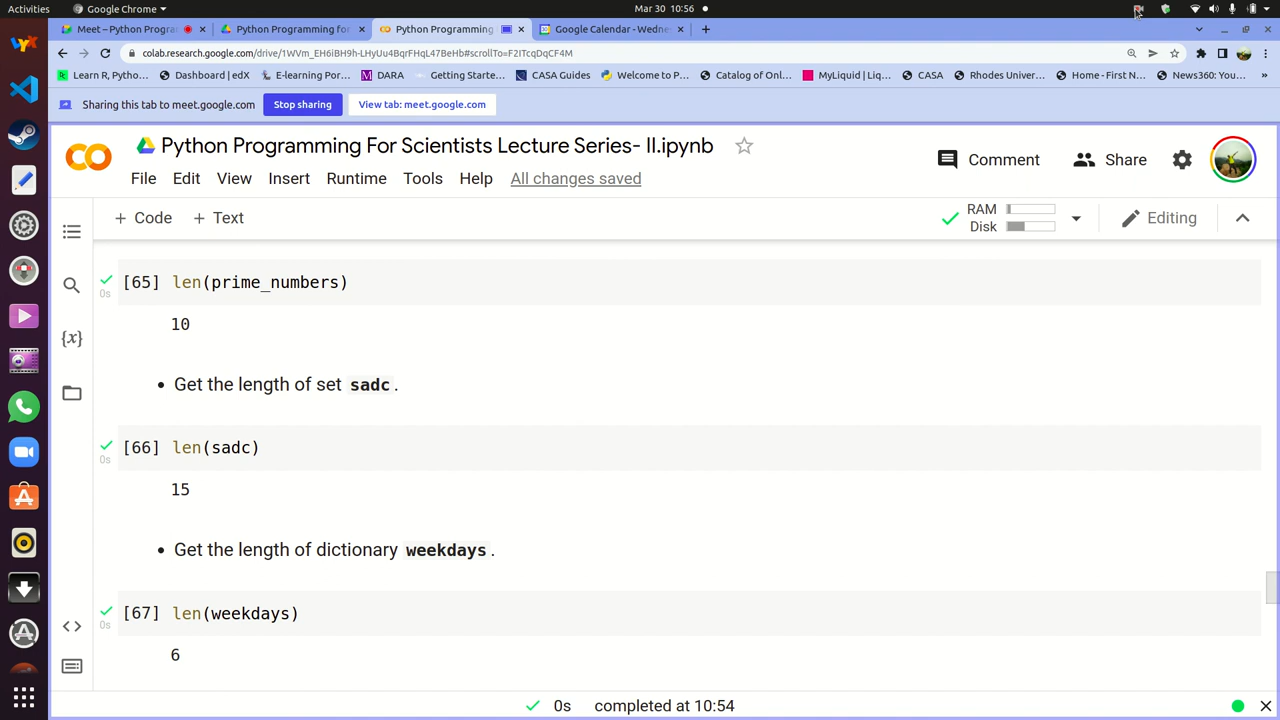 Activities
Google Chrome
Mar 30 10:56
Meet – Python Progra
Python Programming fo
Python Programming
Google Calendar - Wedne
colab.research.google.com/drive/1WVm_EH6iBH9h-LHyUu4BqrFHqL47BeHb#scrollTo=F2ITcqDqCF4M
Learn R, Pytho...
Dashboard | edX
E-learning Por...
DARA
Getting Starte...
CASA Guides
Welcome to P...
Catalog of Onl...
MyLiquid | Liq...
CASA
Rhodes Univer...
Home - First N...
News360: You...
»
Sharing this tab to meet.google.com
Stop sharing
View tab: meet.google.com
Python Programming For Scientists Lecture Series- II.ipynb
Comment
Share
File Edit View Insert Runtime Tools Help All changes saved
+ Code + Text
RAM
Disk
Editing
[65] len(prime_numbers)
0s
10
• Get the length of set sadc.
[66] len(sadc)
0s
15
• Get the length of dictionary weekdays.
[67] len(weekdays)
0s
6
0s completed at 10:54